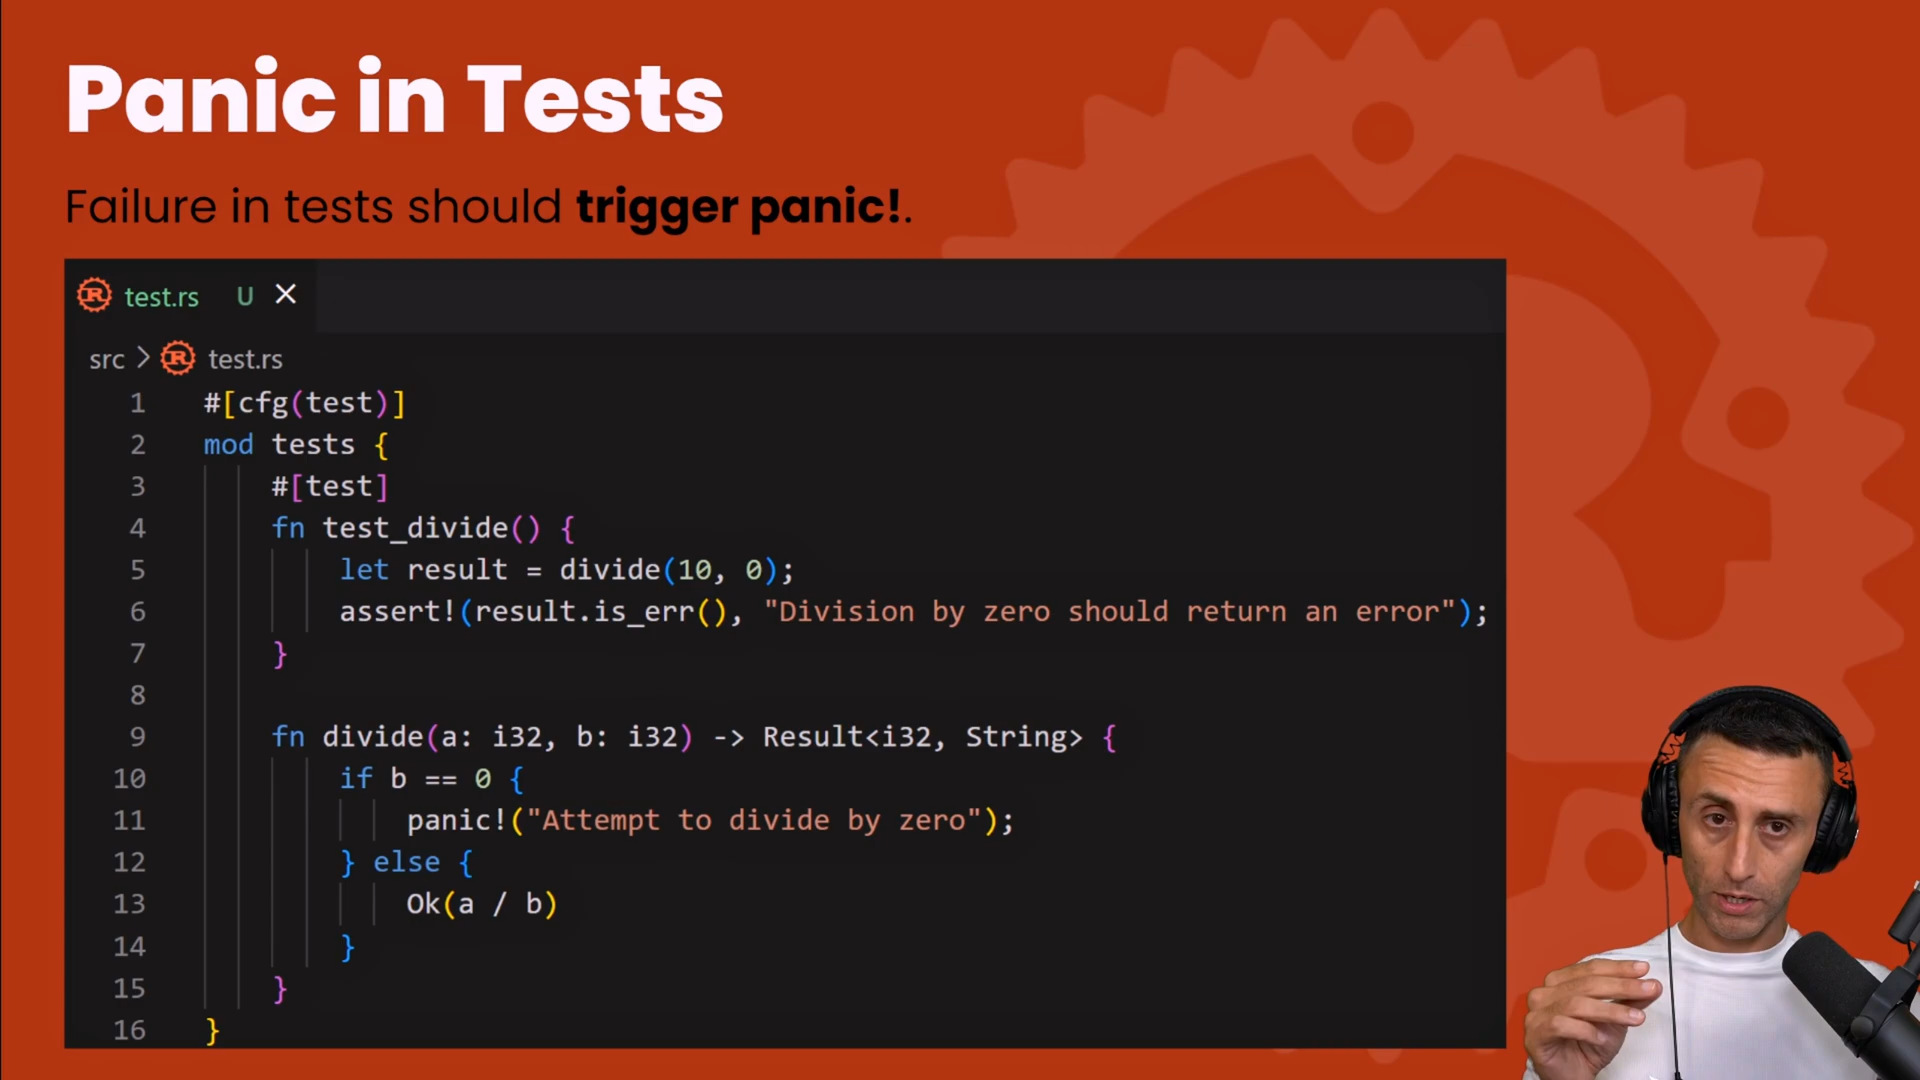 Panic in Tests
Failure in tests should trigger panic!.
test.rs U
src > test.rs
1 #[cfg(test)]
2 mod tests {
3 #[test]
4 fn test_divide() {
5 let result = divide(10, 0);
6 assert!(result.is_err(), "Division by zero should return an error");
7 }
8
9 fn divide(a: i32, b: i32) -> Result<i32, String> {
10 if b == 0 {
11 panic!("Attempt to divide by zero");
12 } else {
13 Ok(a / b)
14 }
15 }
16 }